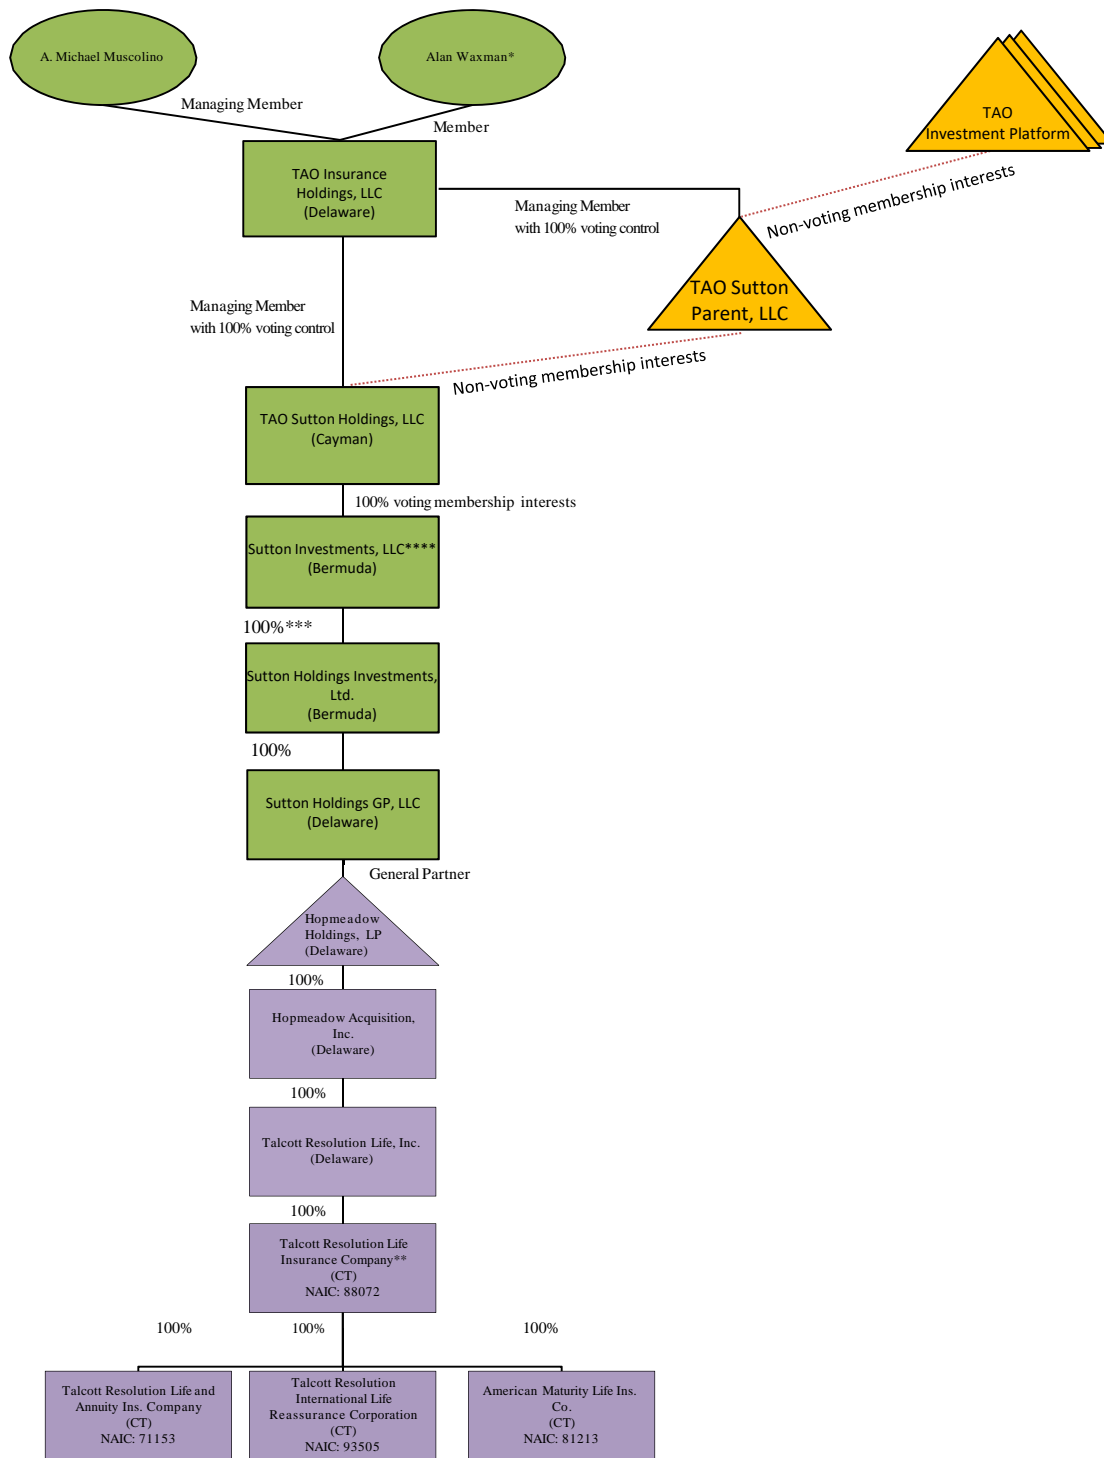 A. Michael Muscolino
Alan Waxman*
TAO
Investment Platform
Managing Member
Member
TAO Insurance
Holdings, LLC
(Delaware)
Managing Member
with 100% voting control
Non-voting membership interests
TAO Sutton
Parent, LLC
Managing Member
with 100% voting control
Non-voting membership interests
TAO Sutton Holdings, LLC
(Cayman)
100% voting membership interests
Sutton Investments, LLC****
(Bermuda)
100%***
Sutton Holdings Investments,
Ltd.
(Bermuda)
100%
Sutton Holdings GP, LLC
(Delaware)
General Partner
Hopmeadow
Holdings, LP
(Delaware)
100%
Hopmeadow Acquisition,
Inc.
(Delaware)
100%
Talcott Resolution Life, Inc.
(Delaware)
100%
Talcott Resolution Life
Insurance Company**
(CT)
NAIC: 88072
100%
100%
100%
Talcott Resolution Life and
Annuity Ins. Company
(CT)
NAIC: 71153
Talcott Resolution
International Life
Reassurance Corporation
(CT)
NAIC: 93505
American Maturity Life Ins.
Co.
(CT)
NAIC: 81213